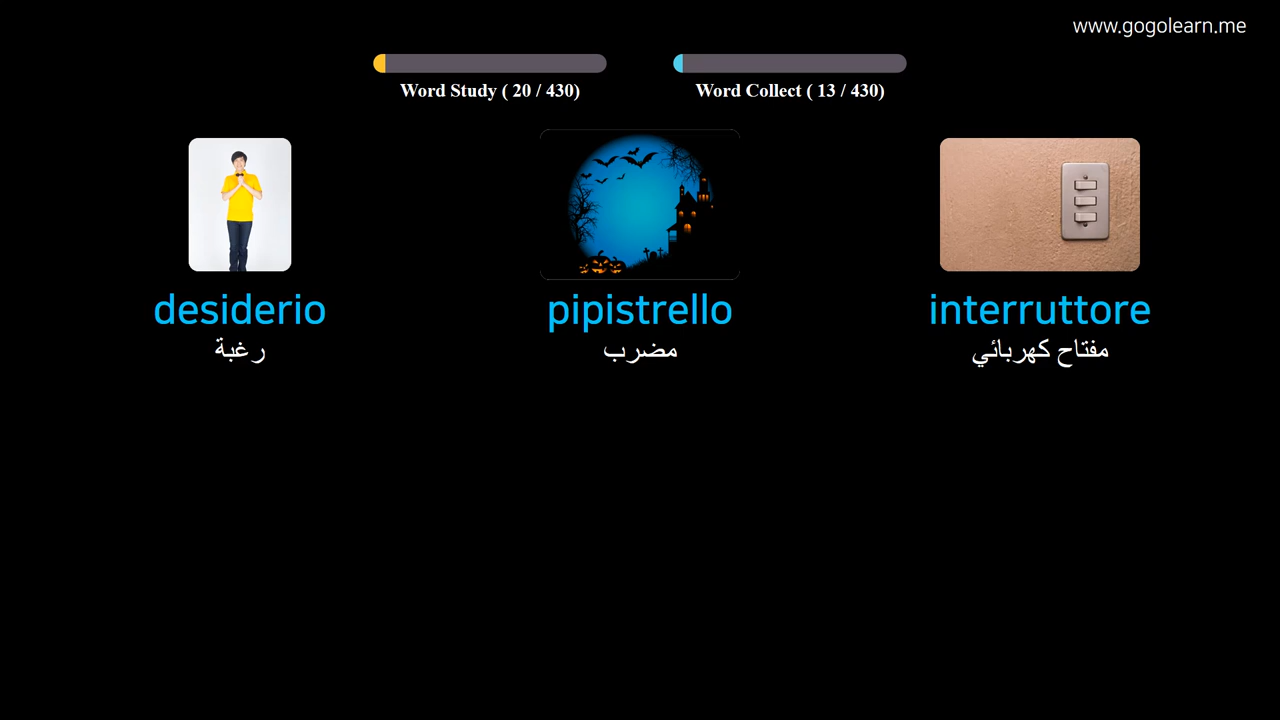 www.gogolearn.me
Word Study ( 20 / 430)
Word Collect ( 13 / 430)
desiderio
رغبة
pipistrello
مضرب
interruttore
مفتاح كهربائي